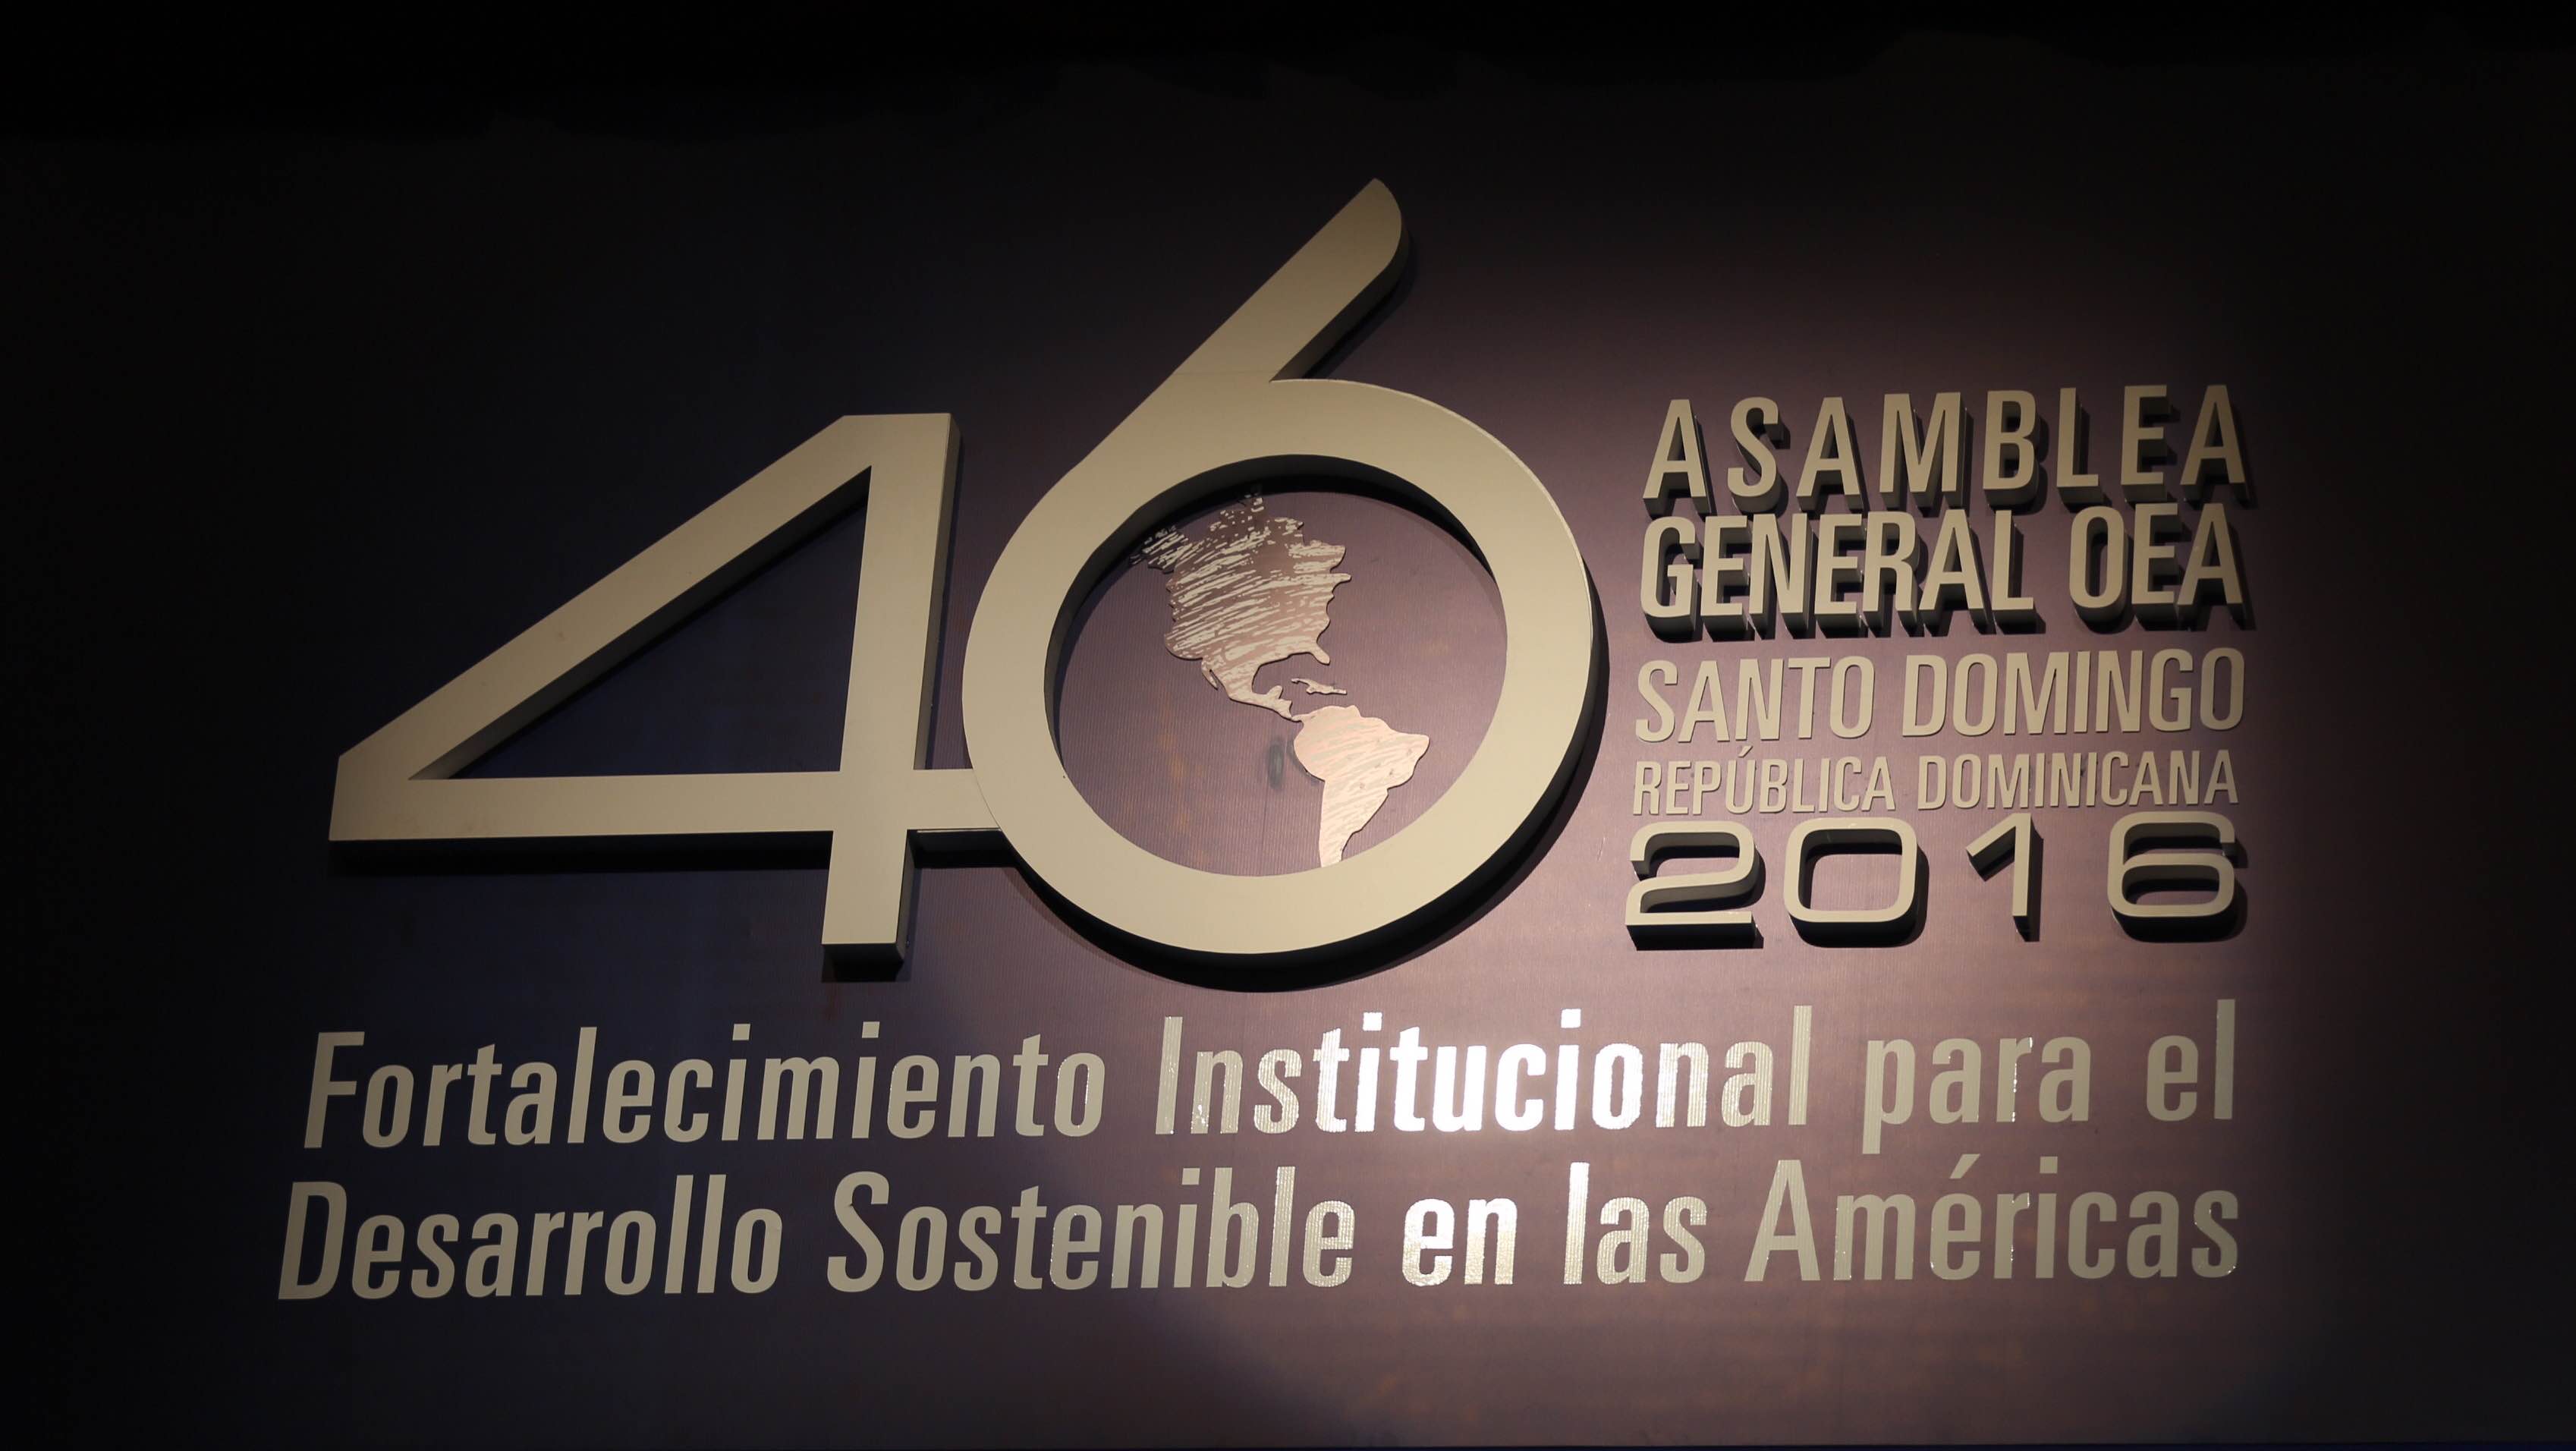 46
ASAMBLEA
GENERAL OEA
SANTO DOMINGO
REPÚBLICA DOMINICANA
2016
Fortalecimiento Institucional para el
Desarrollo Sostenible en las Américas